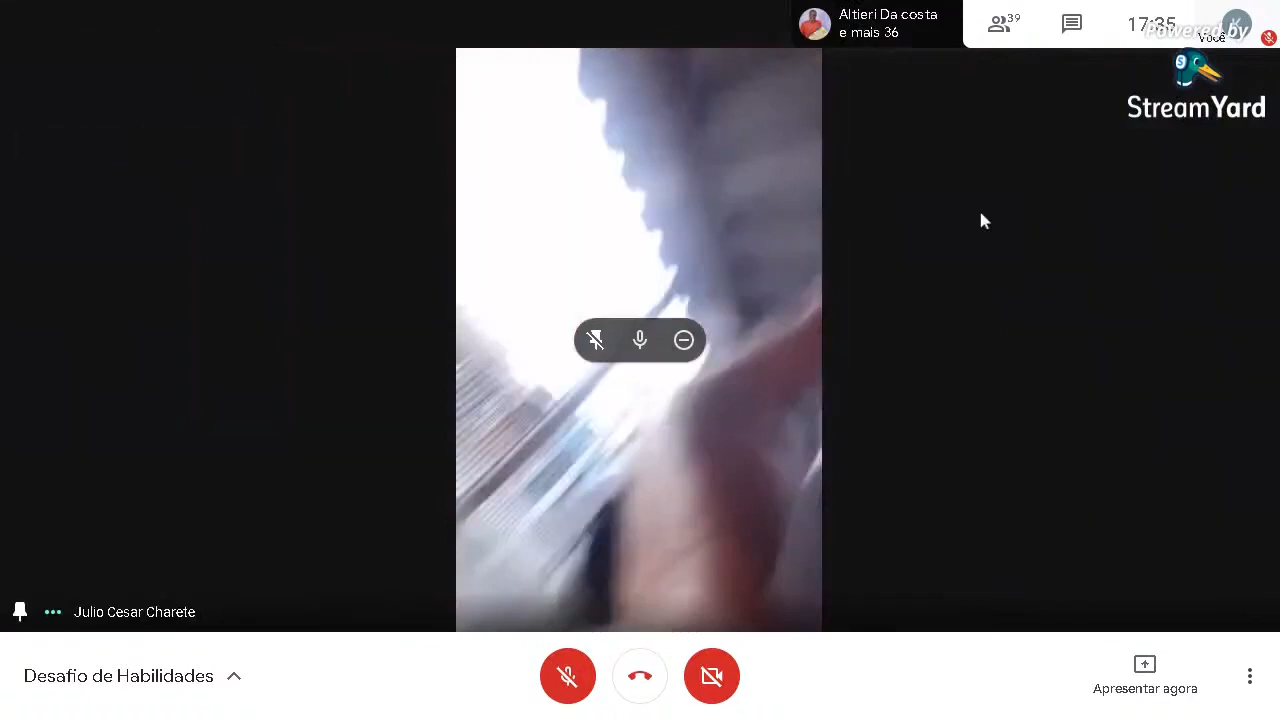 Altieri Da costa
e mais 36
39
17:35
Você
Powered by
StreamYard
Julio Cesar Charete
Desafio de Habilidades
Apresentar agora